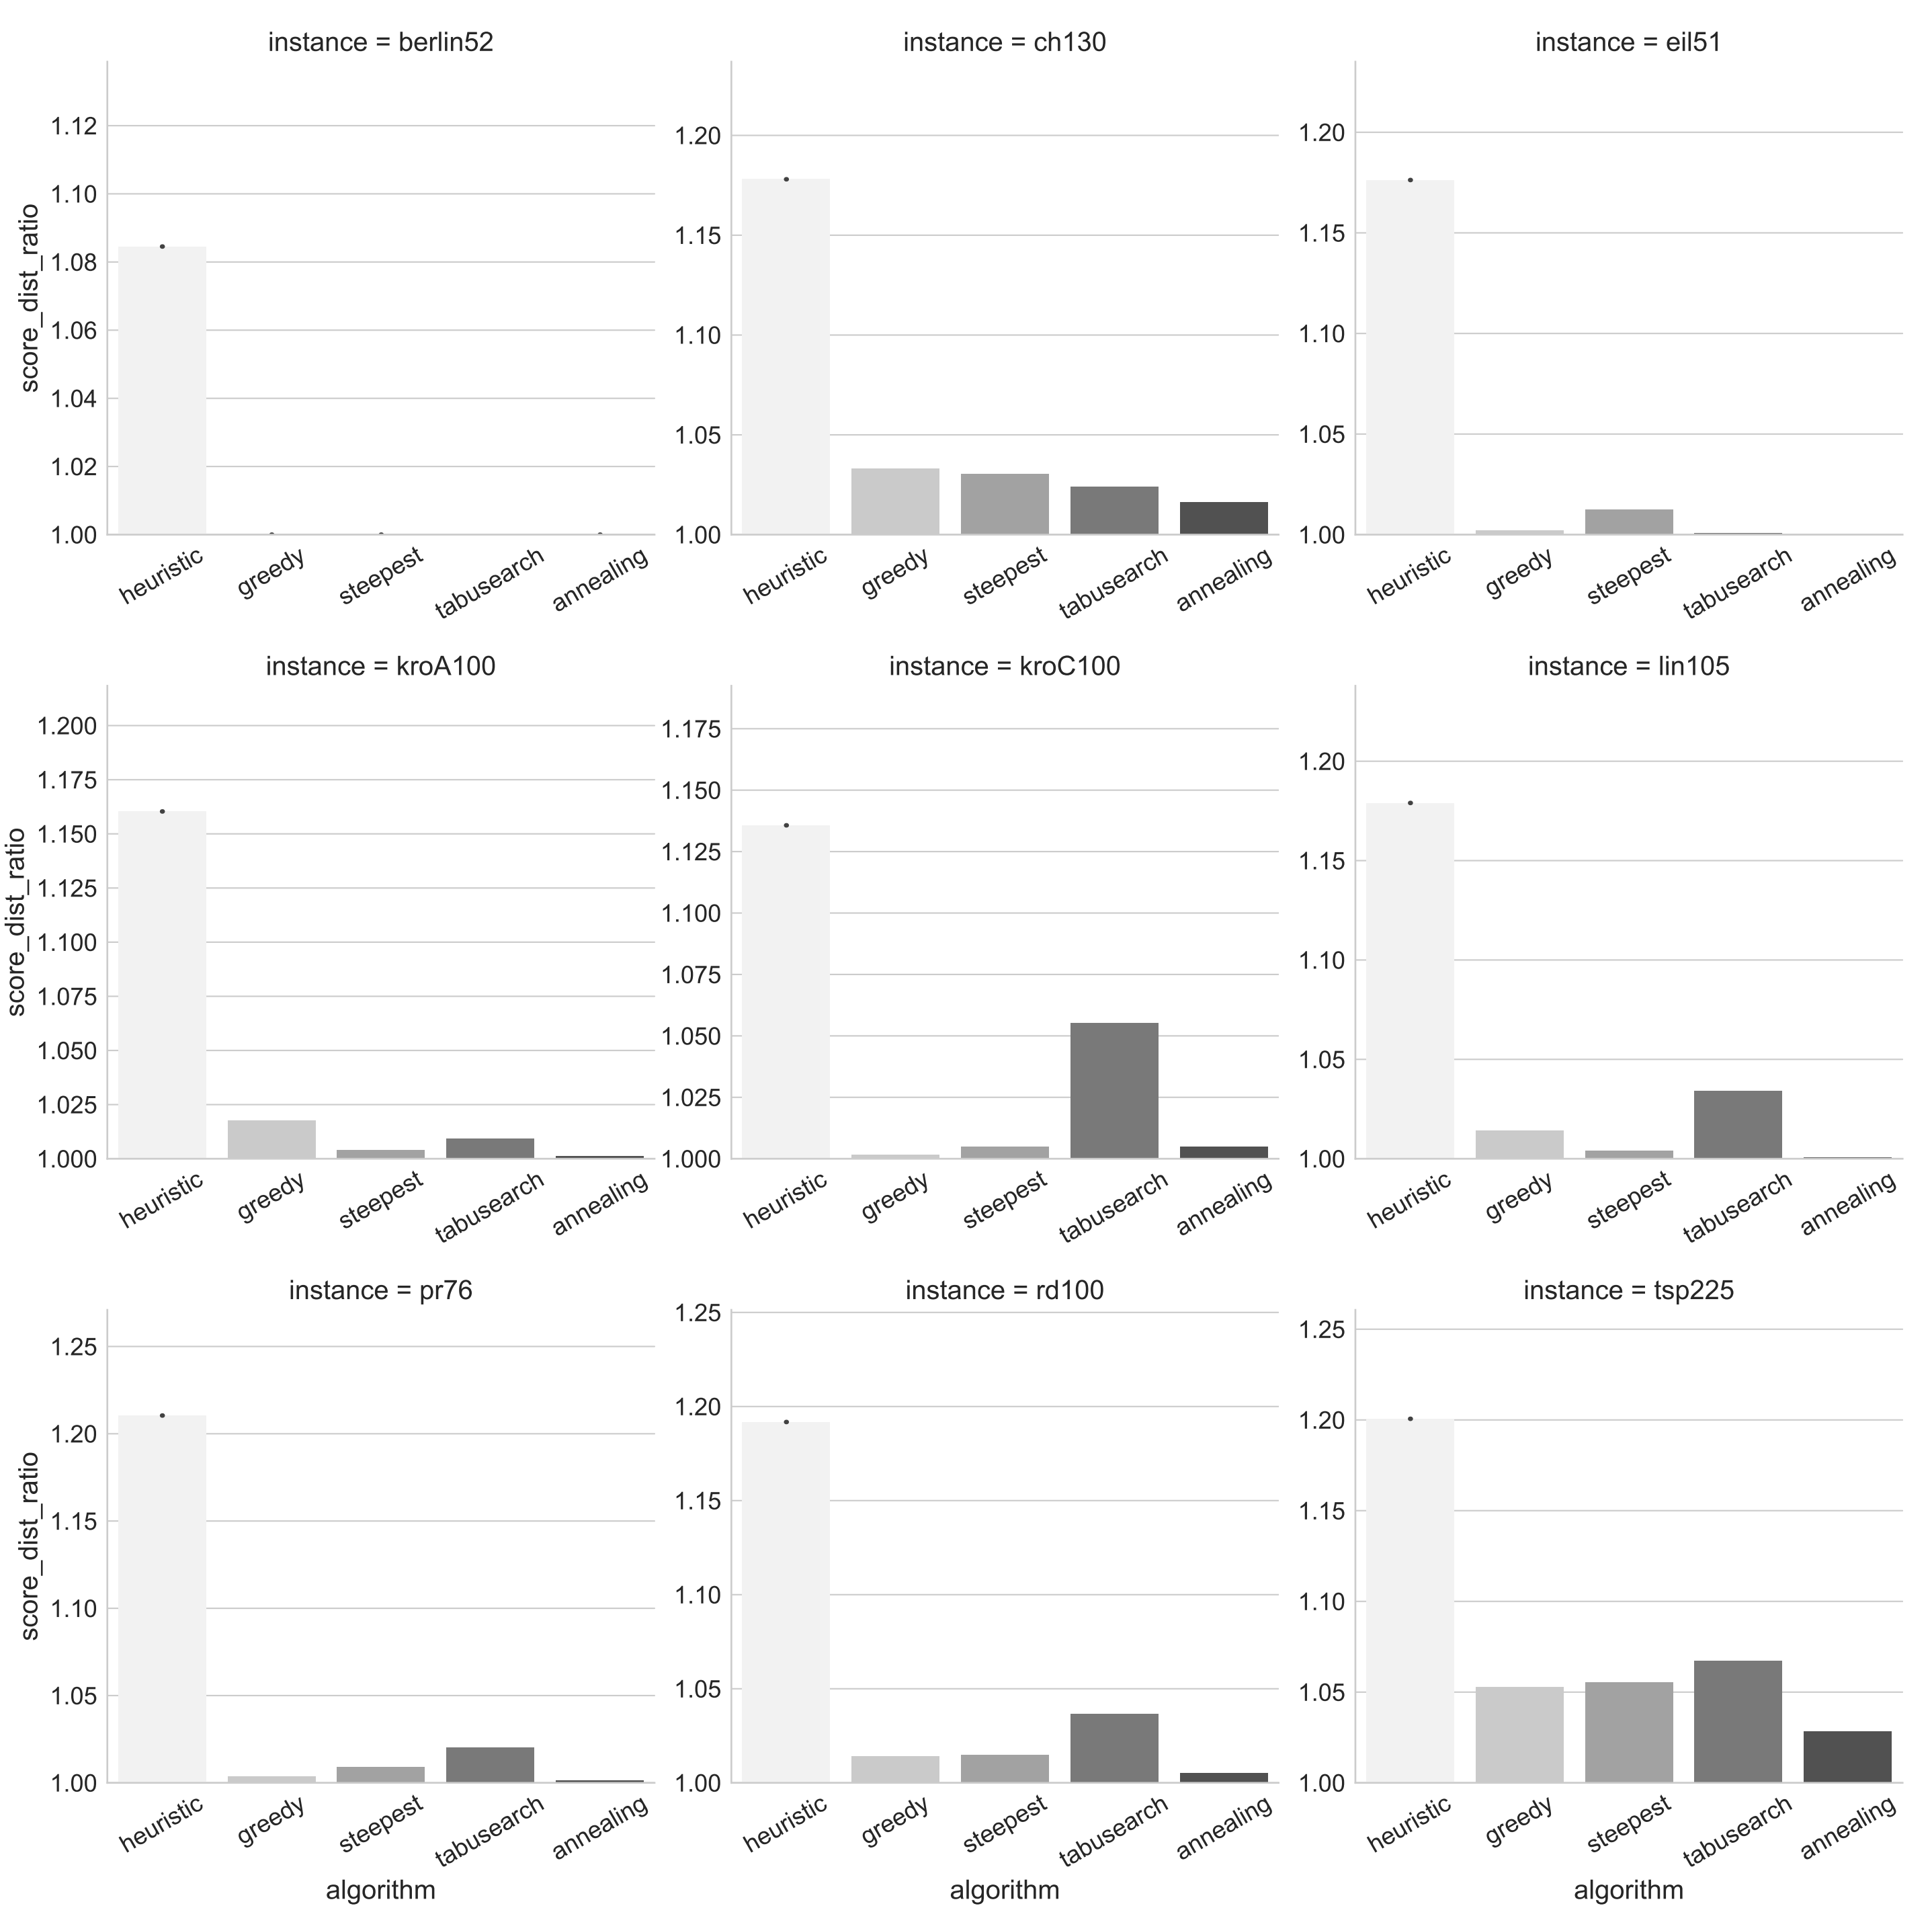 instance = berlin52
1.12
1.10
1.08
1.06
1.04
1.02
1.00
score_dist_ratio
heuristic
greedy
steepest
tabusearch
annealing
instance = ch130
1.20
1.15
1.10
1.05
1.00
heuristic
greedy
steepest
tabusearch
annealing
instance = eil51
1.20
1.15
1.10
1.05
1.00
heuristic
greedy
steepest
tabusearch
annealing
instance = kroA100
1.200
1.175
1.150
1.125
1.100
1.075
1.050
1.025
1.000
score_dist_ratio
heuristic
greedy
steepest
tabusearch
annealing
instance = kroC100
1.175
1.150
1.125
1.100
1.075
1.050
1.025
1.000
heuristic
greedy
steepest
tabusearch
annealing
instance = lin105
1.20
1.15
1.10
1.05
1.00
heuristic
greedy
steepest
tabusearch
annealing
instance = pr76
1.25
1.20
1.15
1.10
1.05
1.00
score_dist_ratio
heuristic
greedy
steepest
tabusearch
annealing
algorithm
instance = rd100
1.25
1.20
1.15
1.10
1.05
1.00
heuristic
greedy
steepest
tabusearch
annealing
algorithm
instance = tsp225
1.25
1.20
1.15
1.10
1.05
1.00
heuristic
greedy
steepest
tabusearch
annealing
algorithm